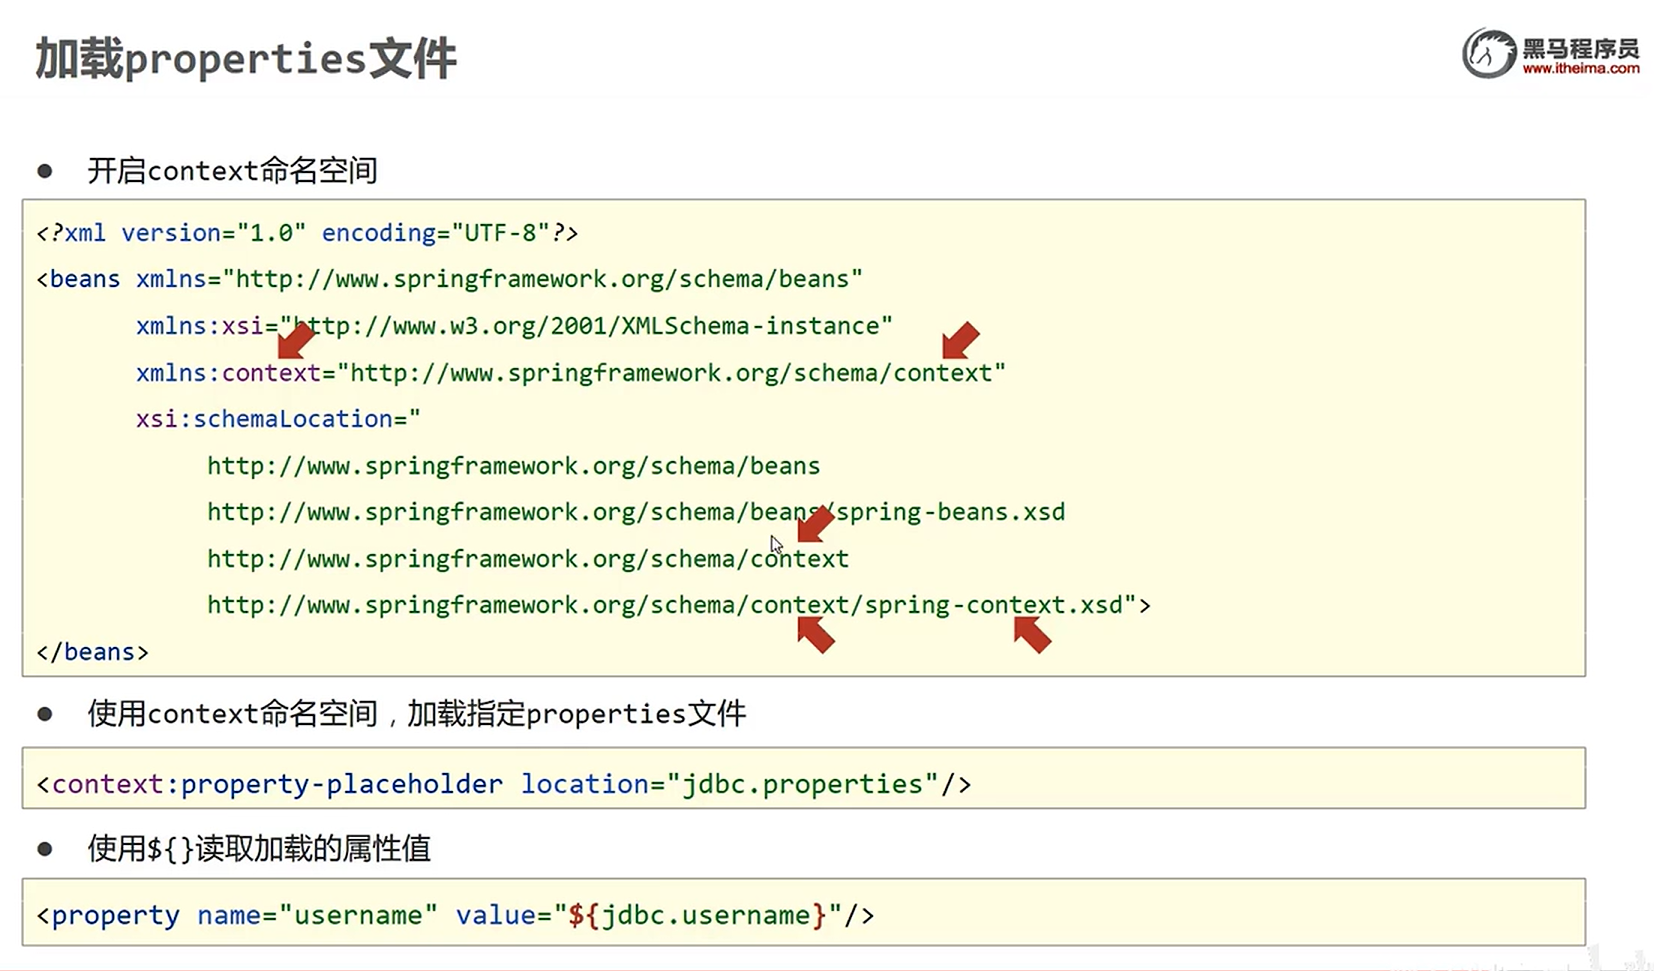 加载properties文件
黑马程序员
www.itheima.com
● 开启context命名空间
<?xml version="1.0" encoding="UTF-8"?>
<beans xmlns="http://www.springframework.org/schema/beans"
xmlns:xsi="http://www.w3.org/2001/XMLSchema-instance"
xmlns:context="http://www.springframework.org/schema/context"
xsi:schemaLocation="
http://www.springframework.org/schema/beans
http://www.springframework.org/schema/beans/spring-beans.xsd
http://www.springframework.org/schema/context
http://www.springframework.org/schema/context/spring-context.xsd">
</beans>
● 使用context命名空间，加载指定properties文件
<context:property-placeholder location="jdbc.properties"/>
● 使用${}读取加载的属性值
<property name="username" value="${jdbc.username}"/>